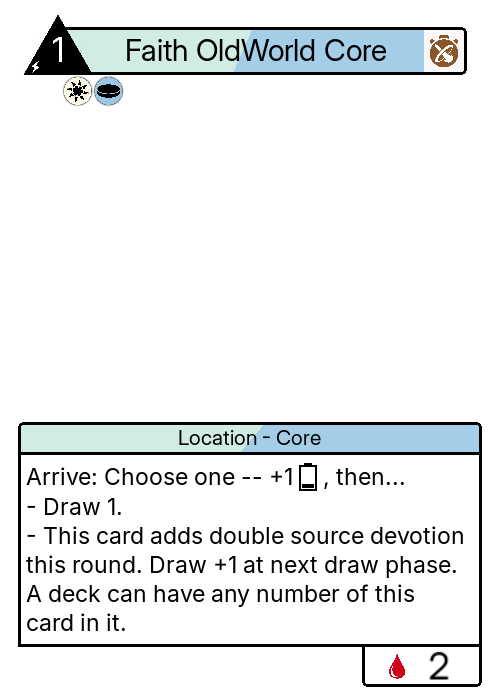 1
Faith OldWorld Core
Location - Core
Arrive: Choose one -- +1 , then...
- Draw 1.
- This card adds double source devotion
this round. Draw +1 at next draw phase.
A deck can have any number of this
card in it.
2